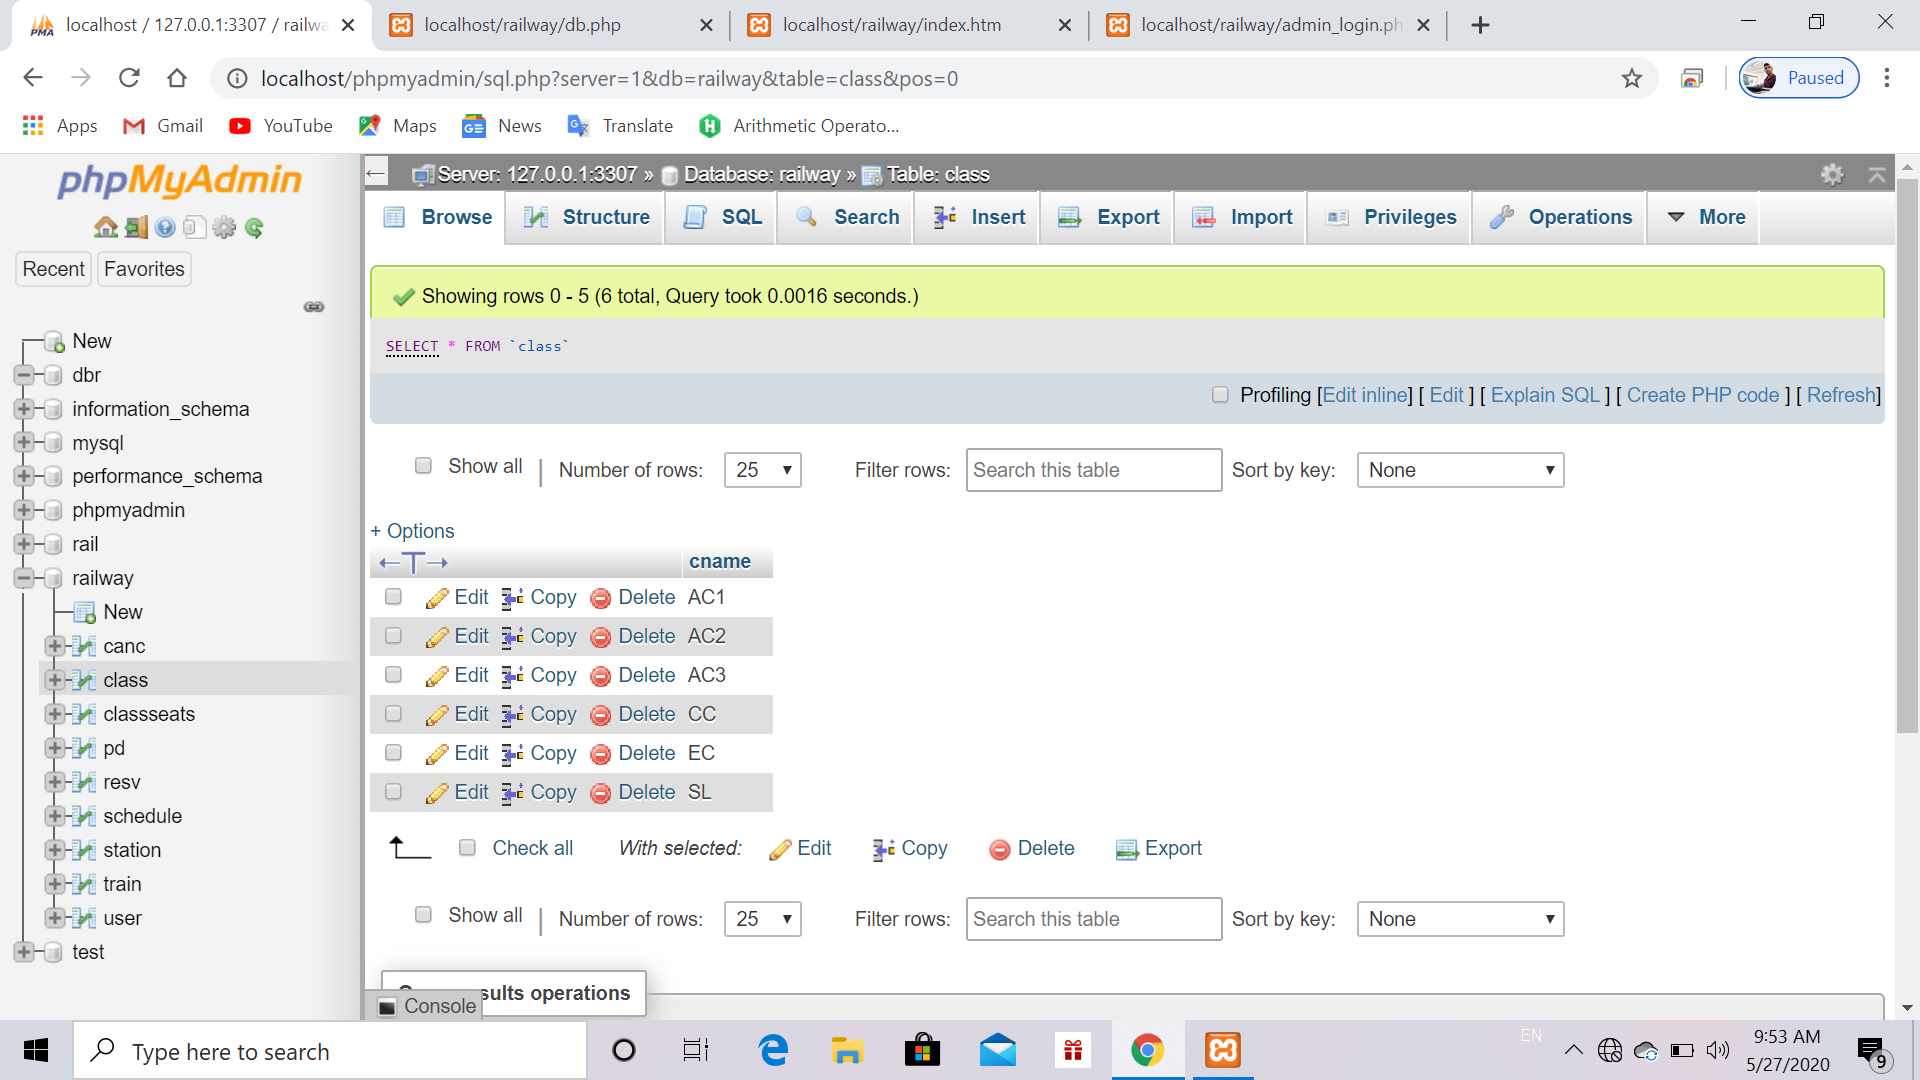 localhost / 127.0.0.1:3307 / railwa
localhost/railway/db.php
localhost/railway/index.htm
localhost/railway/admin_login.ph
localhost/phpmyadmin/sql.php?server=1&db=railway&table=class&pos=0
Paused
Apps
Gmail
YouTube
Maps
News
Translate
Arithmetic Operato...
phpMyAdmin
Recent
Favorites
New
dbr
information_schema
mysql
performance_schema
phpmyadmin
rail
railway
New
canc
class
classseats
pd
resv
schedule
station
train
user
test
Server: 127.0.0.1:3307 » Database: railway » Table: class
Browse
Structure
SQL
Search
Insert
Export
Import
Privileges
Operations
More
Showing rows 0 - 5 (6 total, Query took 0.0016 seconds.)
SELECT * FROM `class`
Profiling [Edit inline] [ Edit ] [ Explain SQL ] [ Create PHP code ] [ Refresh]
Show all
Number of rows: 25
Filter rows: Search this table
Sort by key: None
+ Options
cname
Edit Copy Delete AC1
Edit Copy Delete AC2
Edit Copy Delete AC3
Edit Copy Delete CC
Edit Copy Delete EC
Edit Copy Delete SL
Check all With selected: Edit Copy Delete Export
Show all
Number of rows: 25
Filter rows: Search this table
Sort by key: None
operations
Console
Type here to search
EN
9:53 AM
5/27/2020
9